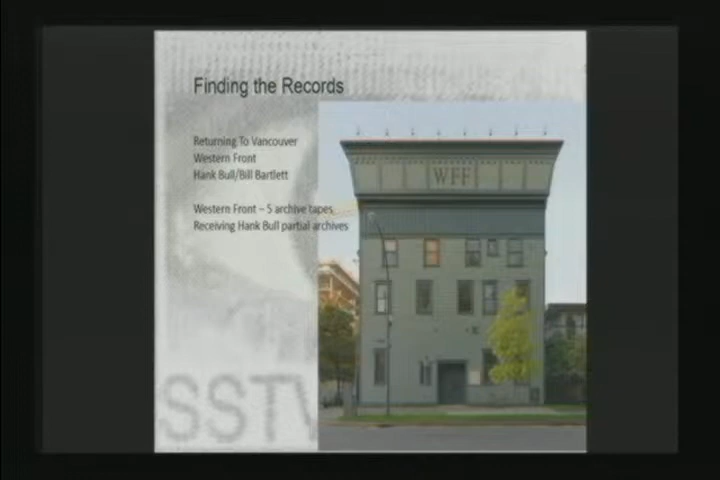 Finding the Records
Returning To Vancouver
Western Front
Hank Bull/Bill Bartlett
Western Front – 5 archive tapes
Receiving Hank Bull partial archives
WFF
SSTV